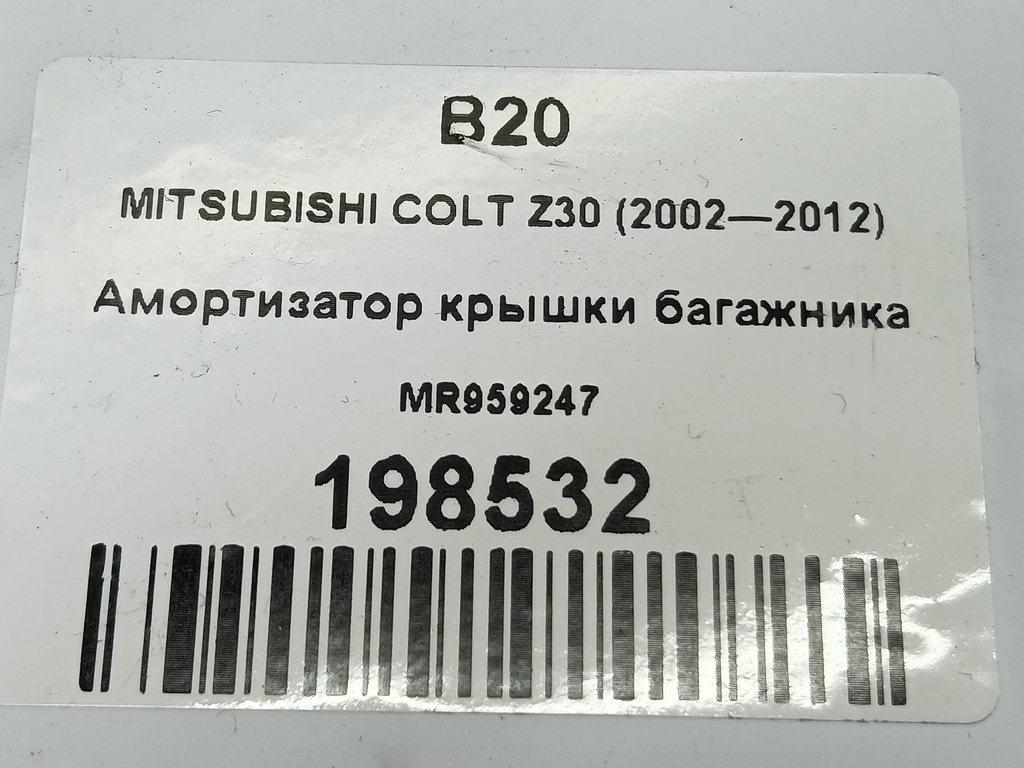 B20
MITSUBISHI COLT Z30 (2002—2012)
Амортизатор крышки багажника
MR959247
198532